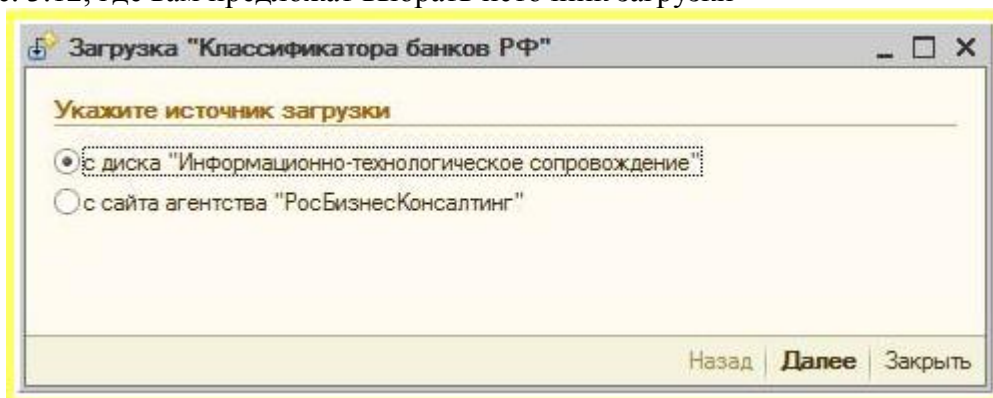 Загрузка "Классификатора банков РФ"
Укажите источник загрузки
с диска "Информационно-технологическое сопровождение"
с сайта агентства "РосБизнесКонсалтинг"
Назад Далее Закрыть